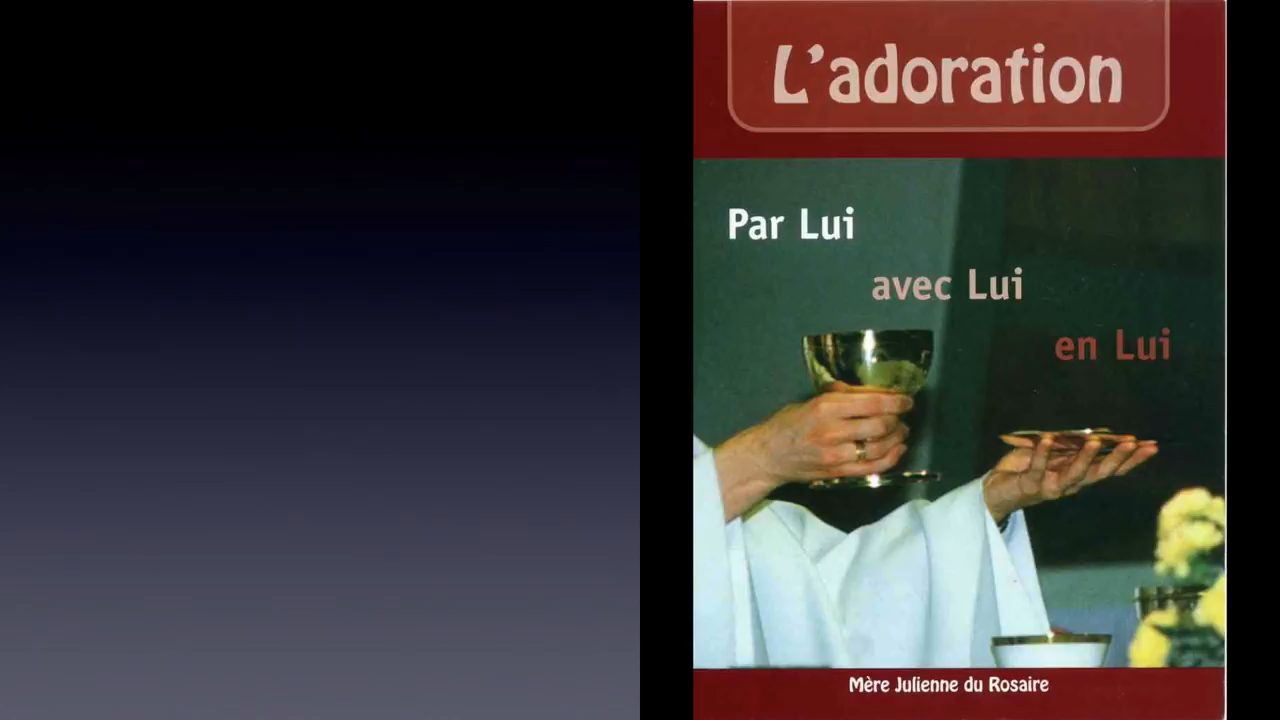 L'adoration
Par Lui
avec Lui
en Lui
Mère Julienne du Rosaire